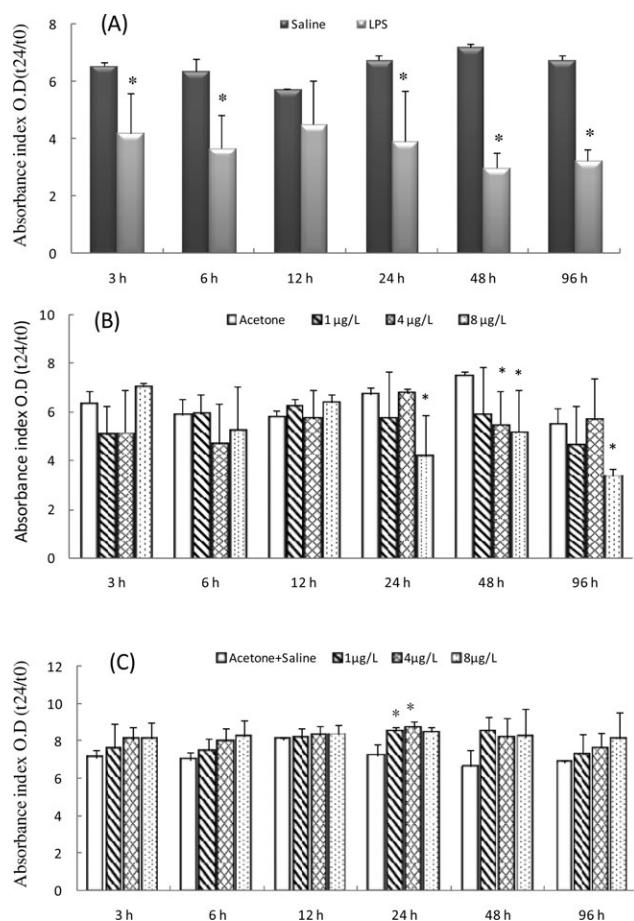 (A)
Saline LPS
Absorbance index O.D(t24/t0)
8
6
4
2
0
* * * * *
3 h 6 h 12 h 24 h 48 h 96 h
(B)
Acetone 1 µg/L 4 µg/L 8 µg/L
Absorbance index O.D (t24/t0)
10
8
6
4
2
0
* * * *
3 h 6 h 12 h 24 h 48 h 96 h
(C)
Acetone+Saline 1µg/L 4µg/L 8µg/L
Absorbance index O.D (t24/t0)
12
10
8
6
4
2
0
* *
3 h 6 h 12 h 24 h 48 h 96 h